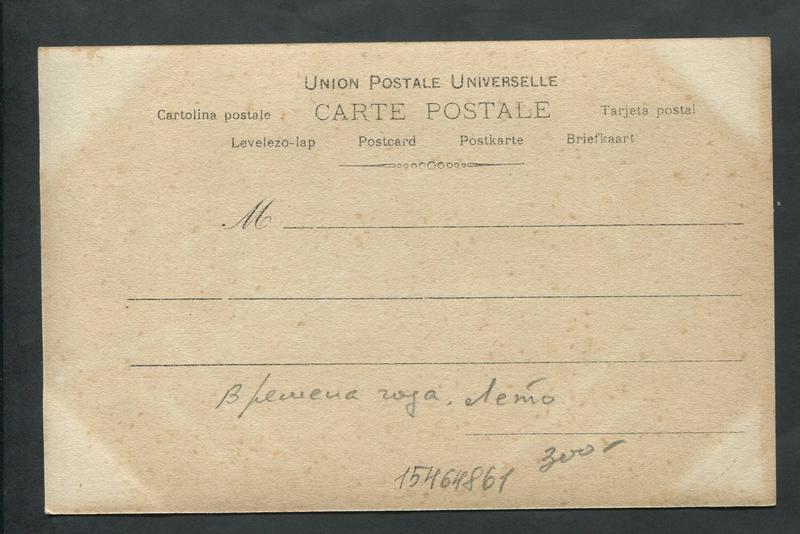 UNION POSTALE UNIVERSELLE
Cartolina postale CARTE POSTALE Tarjeta postal
Levelezo-lap Postcard Postkarte Briefkaart
M
Времена года. Лето
300-
15464861